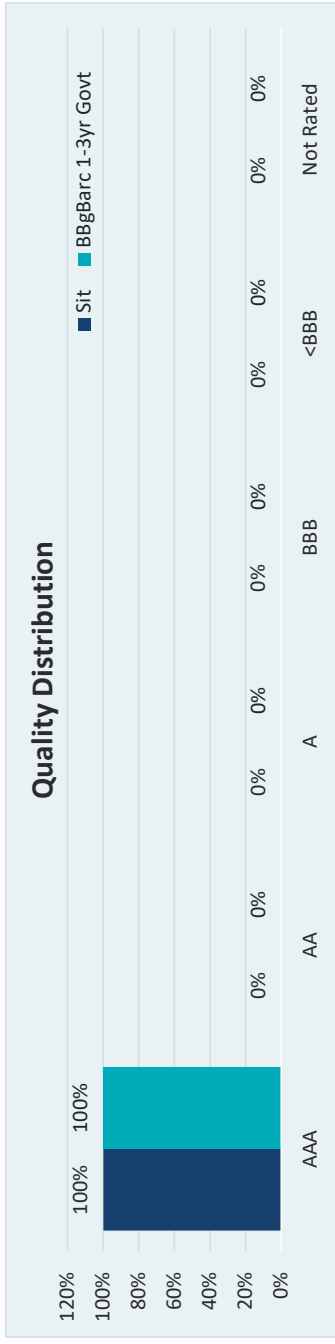 Quality Distribution
Sit
BBgBarc 1-3yr Govt
120%
100%
80%
60%
40%
20%
0%
100%
100%
0%
0%
0%
0%
0%
0%
0%
0%
0%
0%
AAA
AA
A
BBB
<BBB
Not Rated